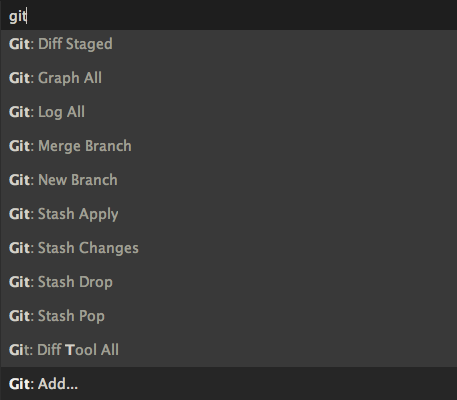 git
Git: Diff Staged
Git: Graph All
Git: Log All
Git: Merge Branch
Git: New Branch
Git: Stash Apply
Git: Stash Changes
Git: Stash Drop
Git: Stash Pop
Git: Diff Tool All
Git: Add...